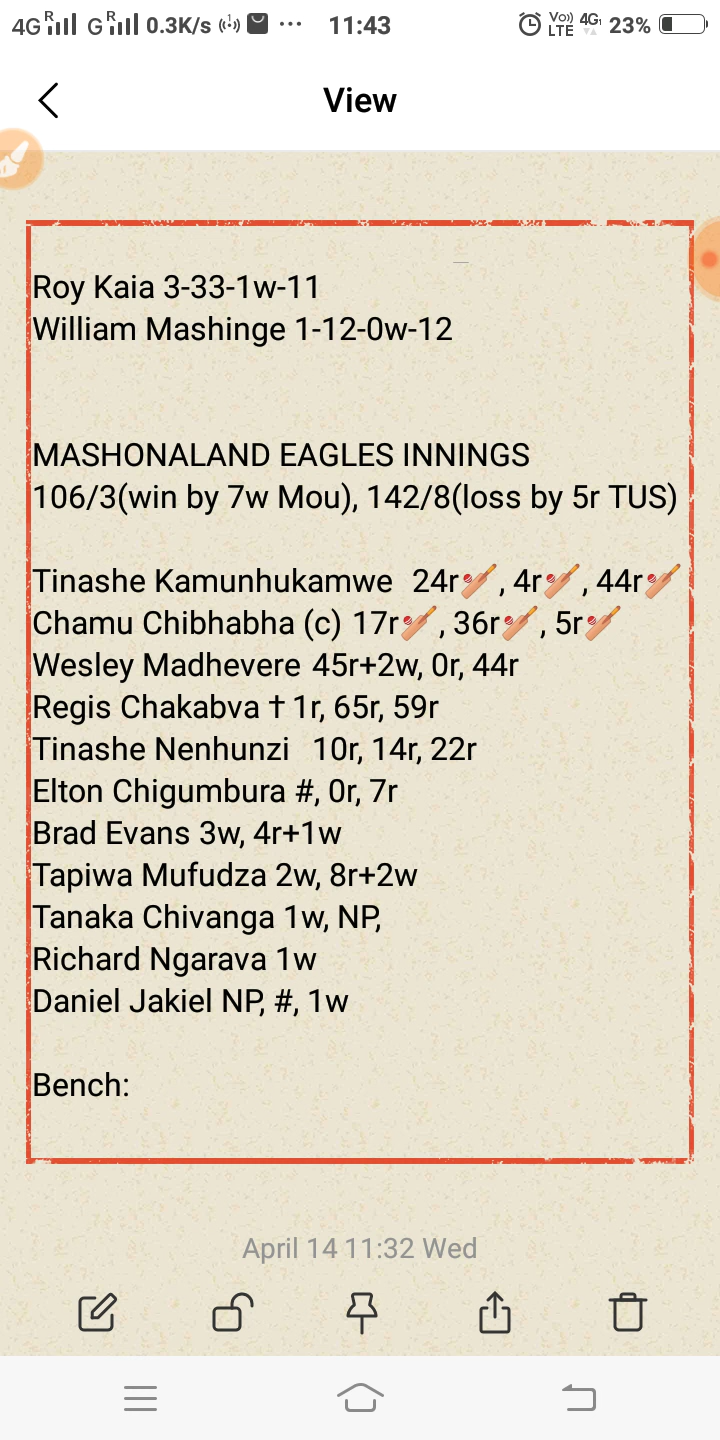 4G R G R 0.3K/s ... 11:43 Vo)) LTE 4G 23%
View
Roy Kaia 3-33-1w-11
William Mashinge 1-12-0w-12
MASHONALAND EAGLES INNINGS
106/3(win by 7w Mou), 142/8(loss by 5r TUS)
Tinashe Kamunhukamwe 24r🏏, 4r🏏, 44r🏏
Chamu Chibhabha (c) 17r🏏, 36r🏏, 5r🏏
Wesley Madhevere 45r+2w, 0r, 44r
Regis Chakabva † 1r, 65r, 59r
Tinashe Nenhunzi 10r, 14r, 22r
Elton Chigumbura #, 0r, 7r
Brad Evans 3w, 4r+1w
Tapiwa Mufudza 2w, 8r+2w
Tanaka Chivanga 1w, NP,
Richard Ngarava 1w
Daniel Jakiel NP, #, 1w
Bench:
April 14 11:32 Wed